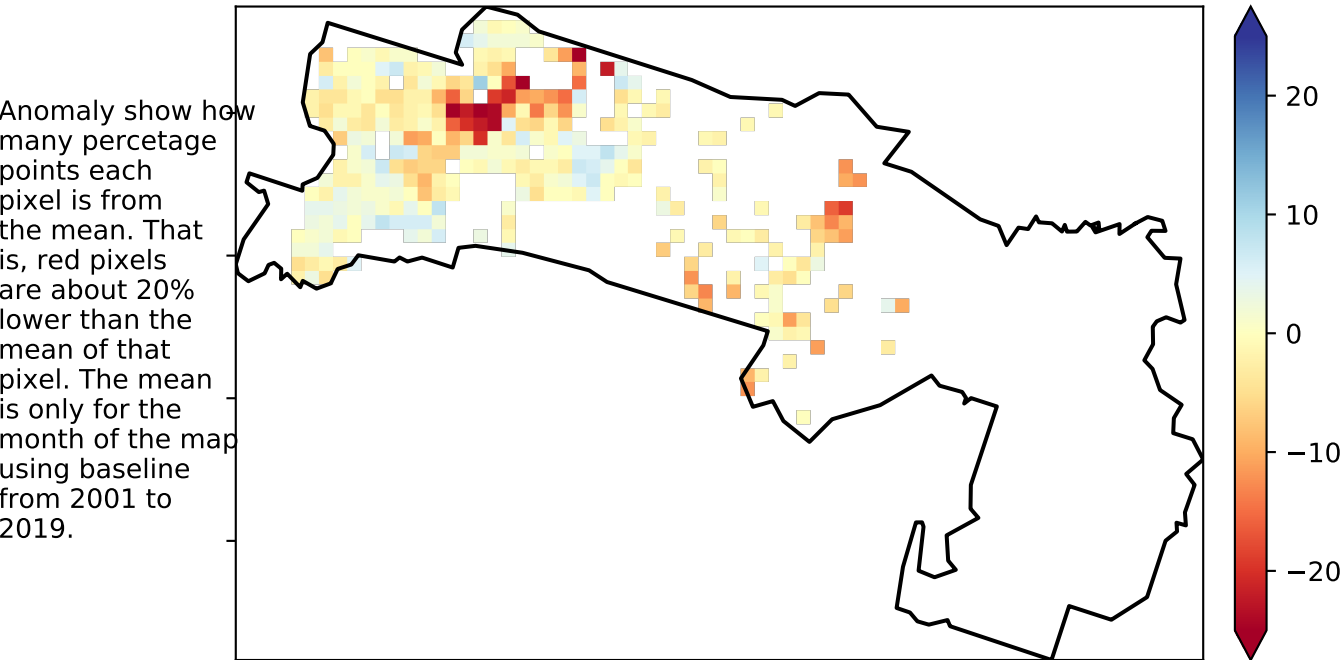 Anomaly show how
many percetage
points each
pixel is from
the mean. That
is, red pixels
are about 20%
lower than the
mean of that
pixel. The mean
is only for the
month of the map
using baseline
from 2001 to
2019.
20
10
0
−10
−20